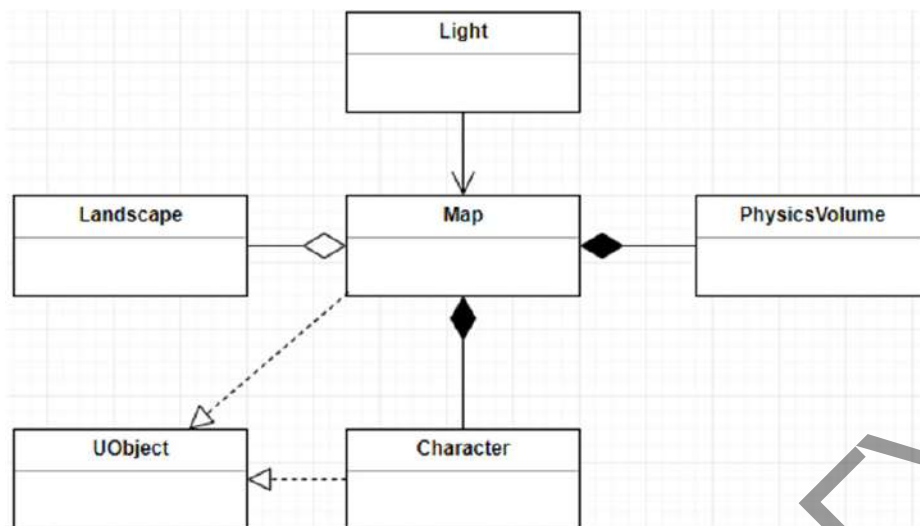 Light
Landscape
Map
PhysicsVolume
UObject
Character